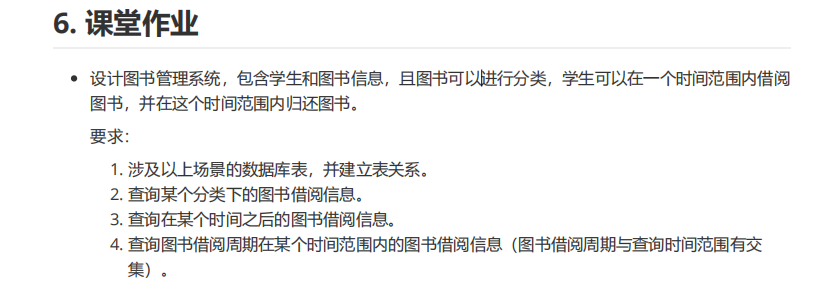 6. 课堂作业
设计图书管理系统，包含学生和图书信息，且图书可以进行分类，学生可以在一个时间范围内借阅
图书，并在这个时间范围内归还图书。
要求：
1. 涉及以上场景的数据库表，并建立表关系。
2. 查询某个分类下的图书借阅信息。
3. 查询在某个时间之后的图书借阅信息。
4. 查询图书借阅周期在某个时间范围内的图书借阅信息（图书借阅周期与查询时间范围有交
集）。